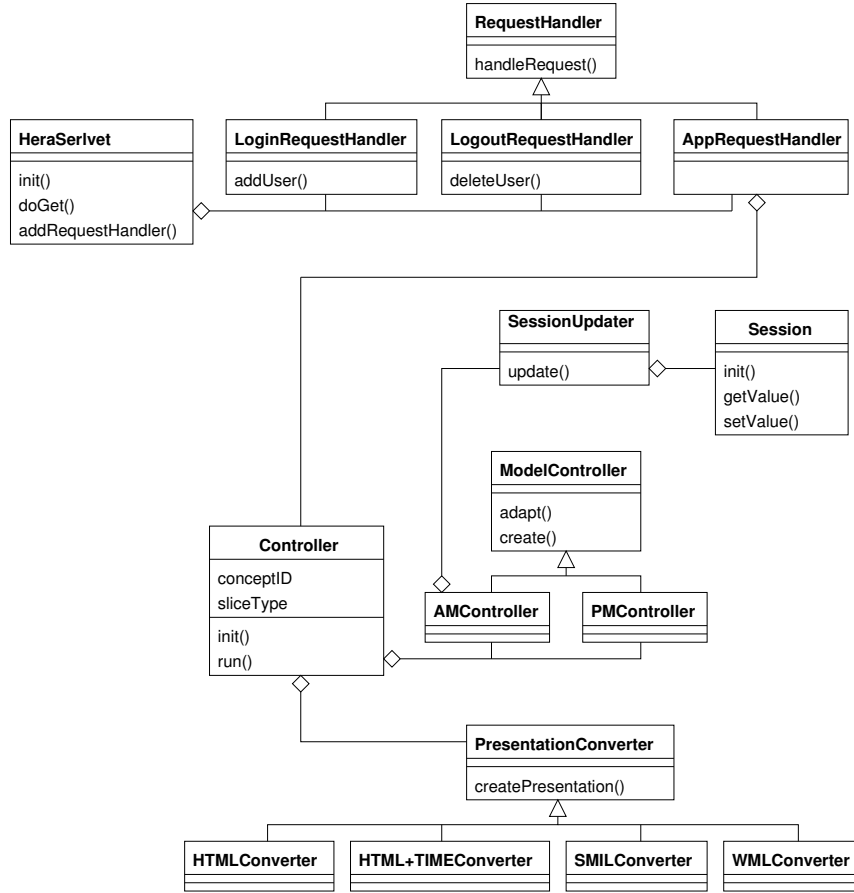 RequestHandler
handleRequest()
HeraSerlvet
init()
doGet()
addRequestHandler()
LoginRequestHandler
addUser()
LogoutRequestHandler
deleteUser()
AppRequestHandler
SessionUpdater
update()
Session
init()
getValue()
setValue()
ModelController
adapt()
create()
Controller
conceptID
sliceType
init()
run()
AMController
PMController
PresentationConverter
createPresentation()
HTMLConverter
HTML+TIMEConverter
SMILConverter
WMLConverter